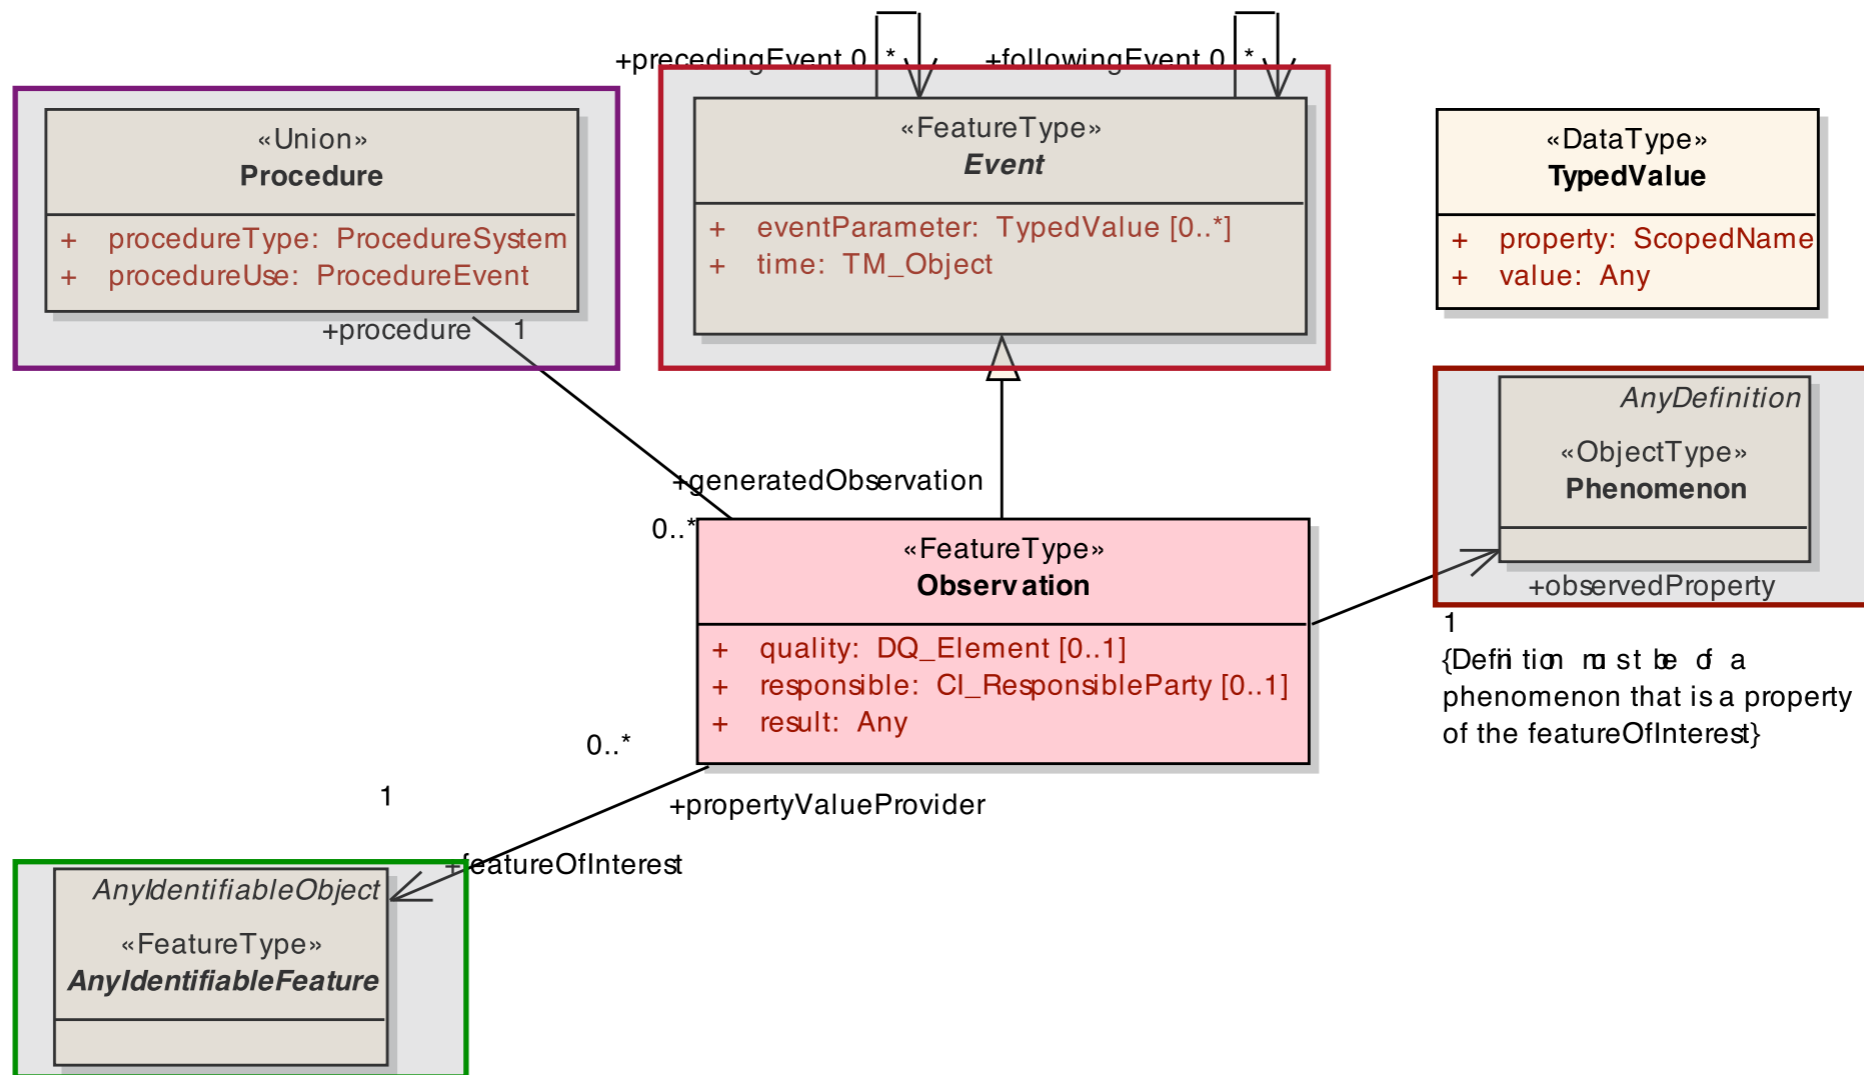 +precedingEvent 0 *
+followingEvent 0 *
«Union»
Procedure
+ procedureType: ProcedureSystem
+ procedureUse: ProcedureEvent
+procedure 1
«FeatureType»
Event
+ eventParameter: TypedValue [0..*]
+ time: TM_Object
«DataType»
TypedValue
+ property: ScopedName
+ value: Any
AnyDefinition
«ObjectType»
Phenomenon
+observedProperty
1
{Definition must be of a
phenomenon that is a property
of the featureOfInterest}
+generatedObservation
0..*
«FeatureType»
Observation
+ quality: DQ_Element [0..1]
+ responsible: CI_ResponsibleParty [0..1]
+ result: Any
0..*
1
+propertyValueProvider
+featureOfInterest
AnyIdentifiableObject
«FeatureType»
AnyIdentifiableFeature